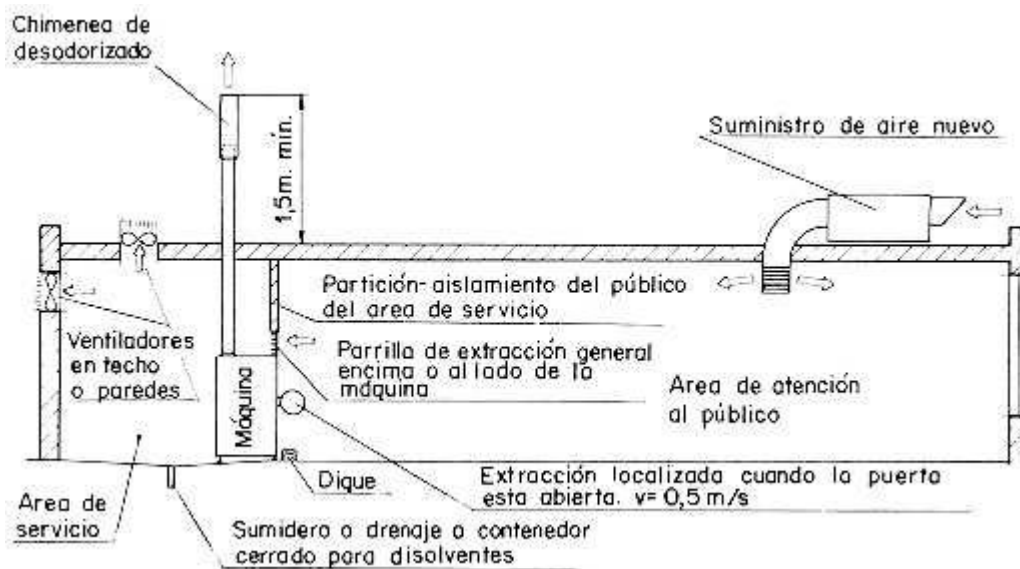 Chimenea de
desodorizado
1,5m. mín.
Suministro de aire nuevo
Partición-aislamiento del público
del area de servicio
Parrilla de extracción general
encima o al lado de la
máquina
Ventiladores
en techo
o paredes
Máquina
Area de atención
al público
Dique
Extracción localizada cuando la puerta
esta abierta. v= 0,5 m/s
Area de
servicio
Sumidero o drenaje a contenedor
cerrado para disolventes